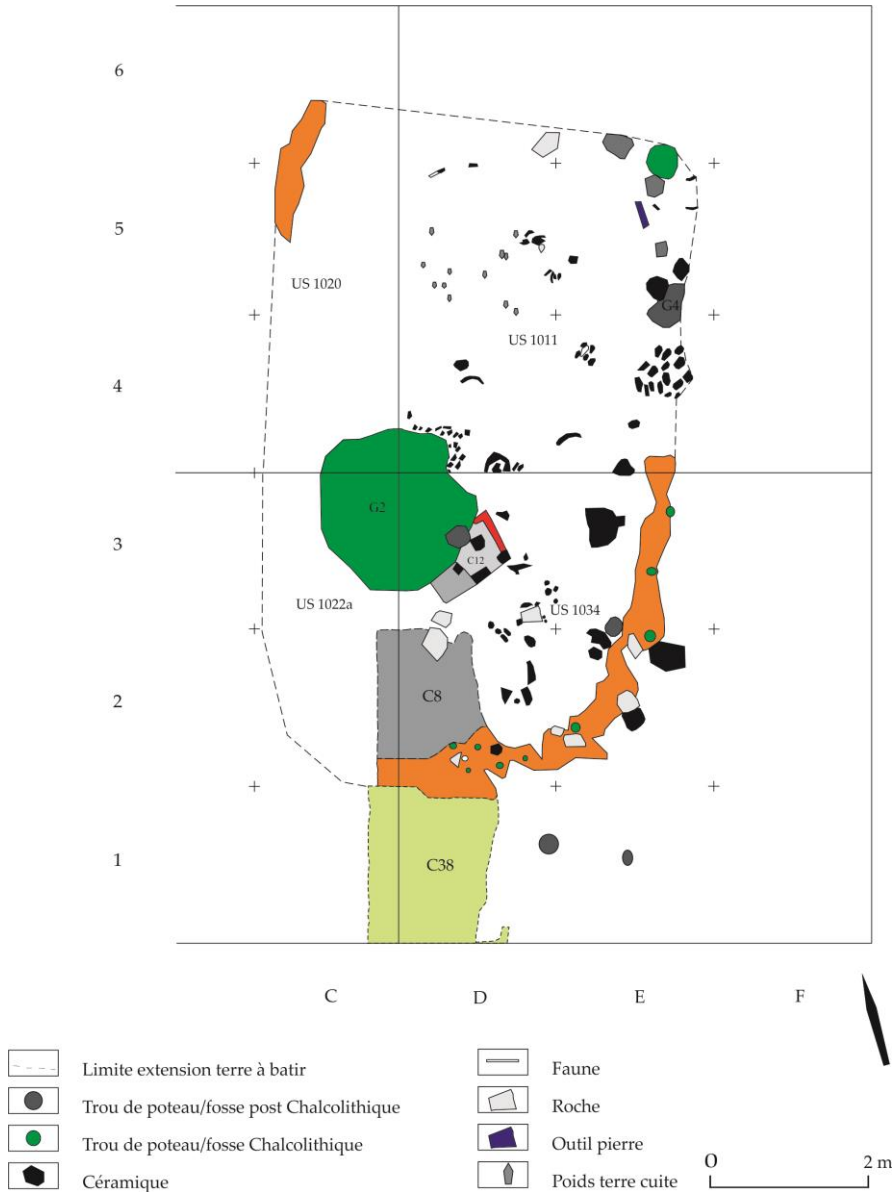 6
5
US 1020
G4
US 1011
4
G2
3
C12
US 1022a
US 1034
2
C8
1
C38
C D E F
Limite extension terre à batir
Trou de poteau/fosse post Chalcolithique
Trou de poteau/fosse Chalcolithique
Céramique
Faune
Roche
Outil pierre
Poids terre cuite
O 2 m